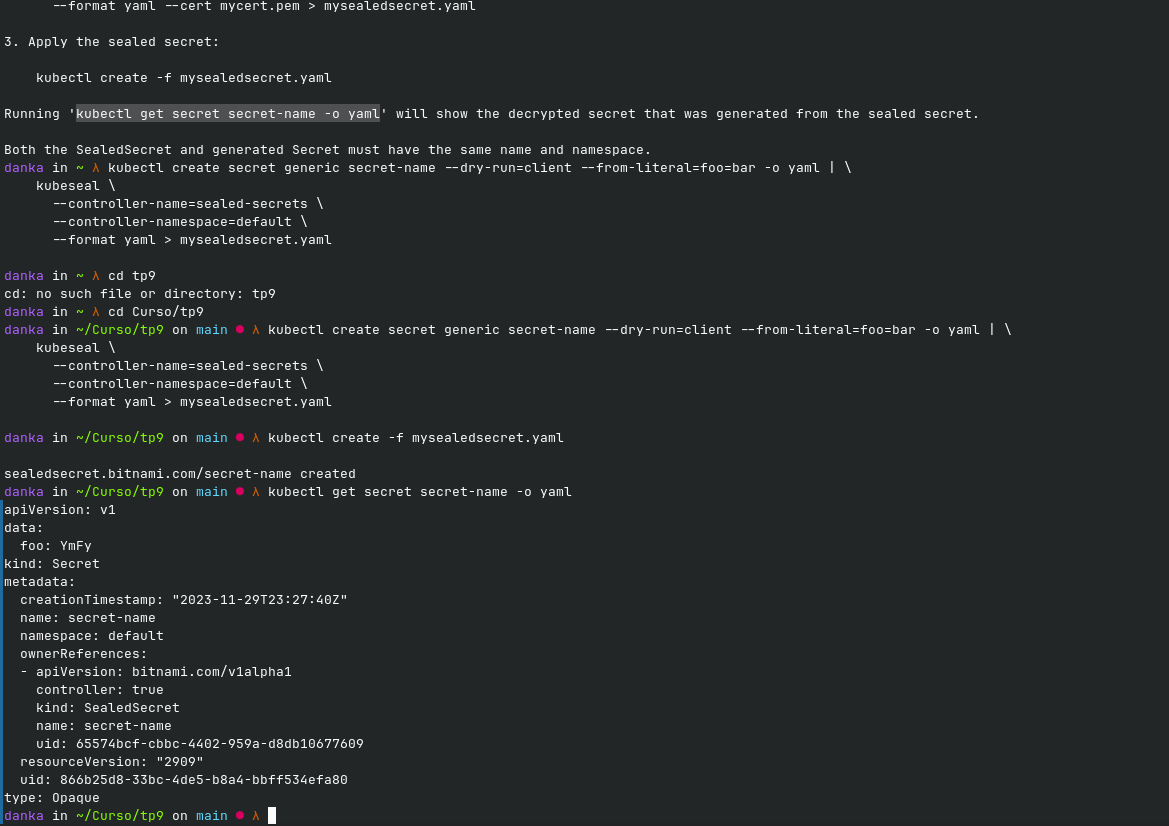 --format yaml --cert mycert.pem > mysealedsecret.yaml
3. Apply the sealed secret:
    kubectl create -f mysealedsecret.yaml
Running 'kubectl get secret secret-name -o yaml' will show the decrypted secret that was generated from the sealed secret.
Both the SealedSecret and generated Secret must have the same name and namespace.
danka in ~ λ kubectl create secret generic secret-name --dry-run=client --from-literal=foo=bar -o yaml | \
    kubeseal \
      --controller-name=sealed-secrets \
      --controller-namespace=default \
      --format yaml > mysealedsecret.yaml
danka in ~ λ cd tp9
cd: no such file or directory: tp9
danka in ~ λ cd Curso/tp9
danka in ~/Curso/tp9 on main ● λ kubectl create secret generic secret-name --dry-run=client --from-literal=foo=bar -o yaml | \
    kubeseal \
      --controller-name=sealed-secrets \
      --controller-namespace=default \
      --format yaml > mysealedsecret.yaml
danka in ~/Curso/tp9 on main ● λ kubectl create -f mysealedsecret.yaml
sealedsecret.bitnami.com/secret-name created
danka in ~/Curso/tp9 on main ● λ kubectl get secret secret-name -o yaml
apiVersion: v1
data:
  foo: YmFy
kind: Secret
metadata:
  creationTimestamp: "2023-11-29T23:27:40Z"
  name: secret-name
  namespace: default
  ownerReferences:
  - apiVersion: bitnami.com/v1alpha1
    controller: true
    kind: SealedSecret
    name: secret-name
    uid: 65574bcf-cbbc-4402-959a-d8db10677609
  resourceVersion: "2909"
  uid: 866b25d8-33bc-4de5-b8a4-bbff534efa80
type: Opaque
danka in ~/Curso/tp9 on main ● λ